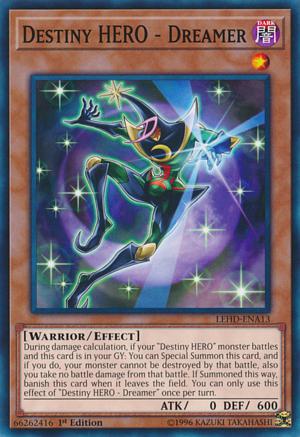 Destiny HERO - Dreamer
DARK
闇
LEHD-ENA13
[Warrior/Effect]
During damage calculation, if your "Destiny HERO" monster battles
and this card is in your GY: You can Special Summon this card, and
if you do, your monster cannot be destroyed by that battle, also
you take no battle damage from that battle. If Summoned this way,
banish this card when it leaves the field. You can only use this
effect of "Destiny HERO - Dreamer" once per turn.
ATK/ 0 DEF/ 600
66262416 1st Edition ©1996 KAZUKI TAKAHASHI